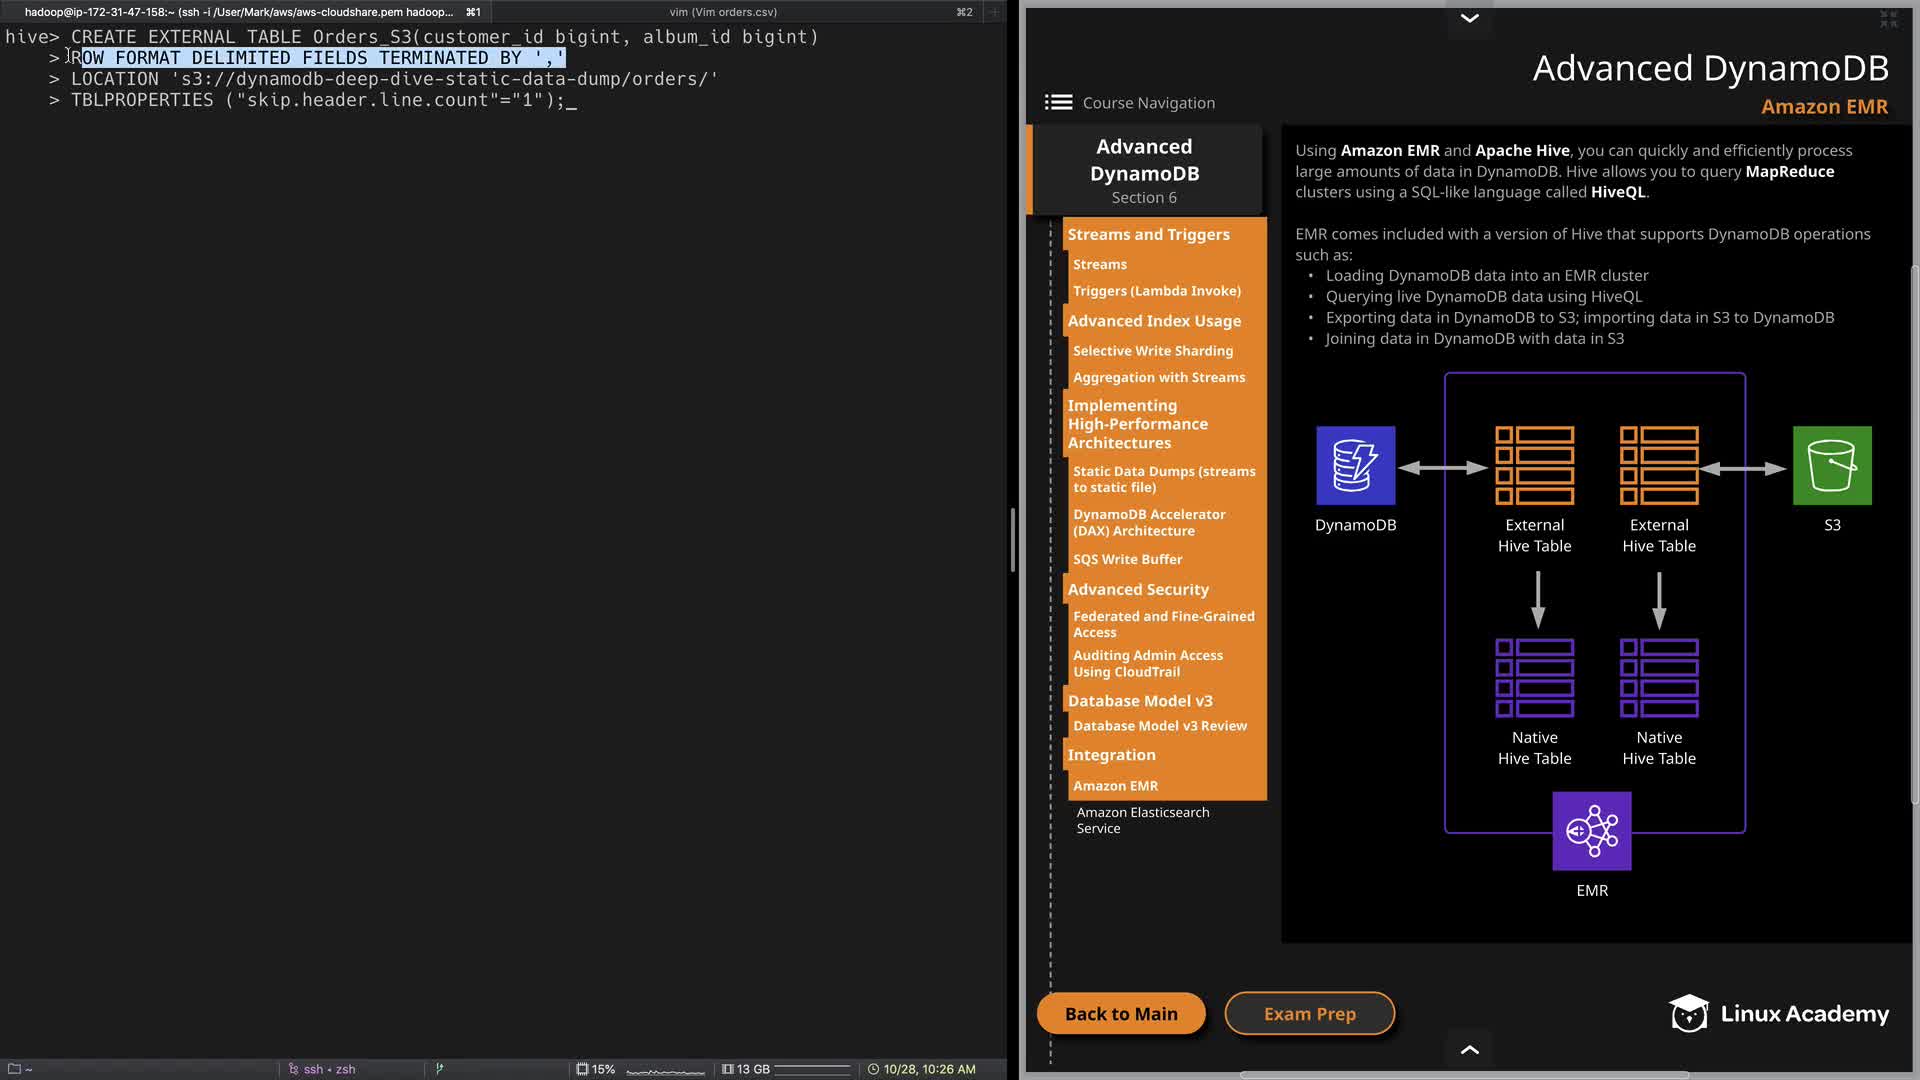 hadoop@ip-172-31-47-158:~ (ssh -i /User/Mark/aws/aws-cloudshare.pem hadoop... ⌘1
vim (Vim orders.csv) ⌘2
hive> CREATE EXTERNAL TABLE Orders_S3(customer_id bigint, album_id bigint)
> ROW FORMAT DELIMITED FIELDS TERMINATED BY ','
> LOCATION 's3://dynamodb-deep-dive-static-data-dump/orders/'
> TBLPROPERTIES ("skip.header.line.count"="1");_
~
ssh • zsh
15%
13 GB
10/28, 10:26 AM
Advanced DynamoDB
Amazon EMR
Course Navigation
Advanced
DynamoDB
Section 6
Streams and Triggers
Streams
Triggers (Lambda Invoke)
Advanced Index Usage
Selective Write Sharding
Aggregation with Streams
Implementing
High-Performance
Architectures
Static Data Dumps (streams
to static file)
DynamoDB Accelerator
(DAX) Architecture
SQS Write Buffer
Advanced Security
Federated and Fine-Grained
Access
Auditing Admin Access
Using CloudTrail
Database Model v3
Database Model v3 Review
Integration
Amazon EMR
Amazon Elasticsearch
Service
Using Amazon EMR and Apache Hive, you can quickly and efficiently process
large amounts of data in DynamoDB. Hive allows you to query MapReduce
clusters using a SQL-like language called HiveQL.
EMR comes included with a version of Hive that supports DynamoDB operations
such as:
• Loading DynamoDB data into an EMR cluster
• Querying live DynamoDB data using HiveQL
• Exporting data in DynamoDB to S3; importing data in S3 to DynamoDB
• Joining data in DynamoDB with data in S3
DynamoDB
External
Hive Table
External
Hive Table
S3
Native
Hive Table
Native
Hive Table
EMR
Back to Main
Exam Prep
Linux Academy